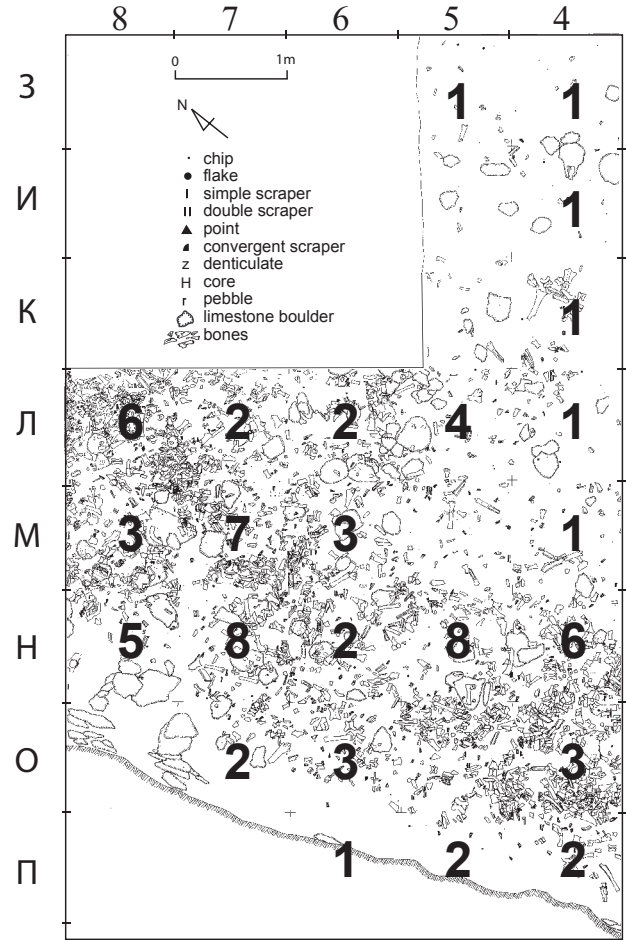 8 7 6 5 4
0 1m
З 1 1
N
chip
flake
simple scraper
И 1
double scraper
point
convergent scraper
z denticulate
H core
r pebble
К 1
limestone boulder
bones
Л 6 2 2 4 1
М 3 7 3 1
Н 5 8 2 8 6
О 2 3 3
П 1 2 2